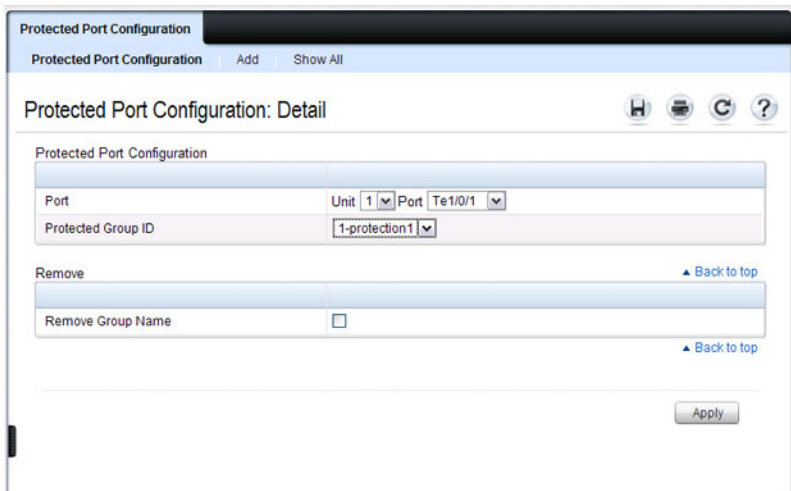 Protected Port Configuration
Protected Port Configuration Add Show All
Protected Port Configuration: Detail
Protected Port Configuration
Port Unit 1 Port Te1/0/1
Protected Group ID 1-protection1
Remove Back to top
Remove Group Name
Back to top
Apply